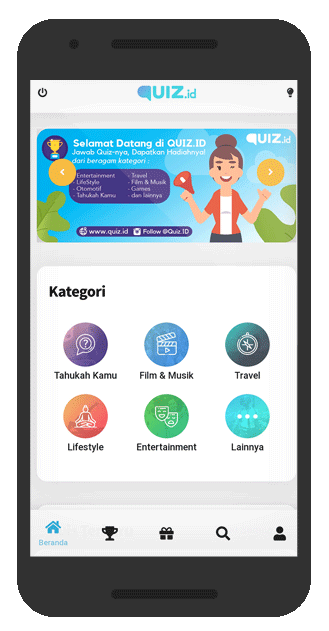 QUIZ.id
QUIZ.id
Selamat Datang di QUIZ.ID
Jawab Quiz-nya, Dapatkan Hadiahnya!
dari beragam kategori :
- Entertainment
- LifeStyle
- Otomotif
- Tahukah Kamu
- Travel
- Film & Musik
- Games
- dan lainnya
www.quiz.id
Follow @Quiz.ID
Kategori
Tahukah Kamu
Film & Musik
Travel
Lifestyle
Entertainment
Lainnya
Beranda